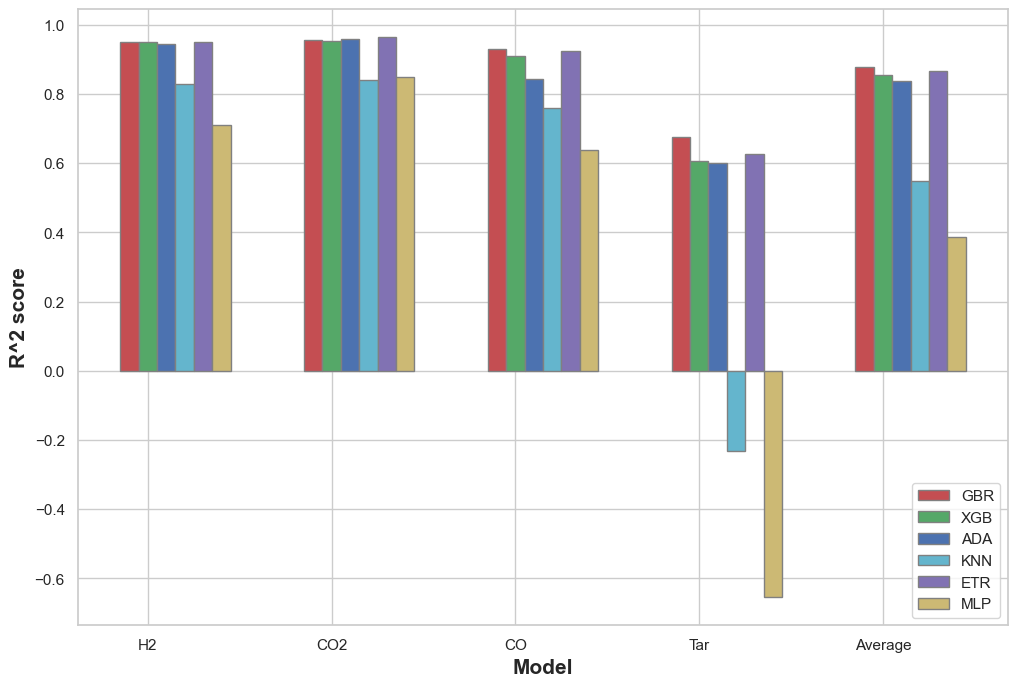 1.0
0.8
0.6
0.4
0.2
0.0
−0.2
−0.4
−0.6
R^2 score
H2 CO2 CO Tar Average
Model
GBR
XGB
ADA
KNN
ETR
MLP